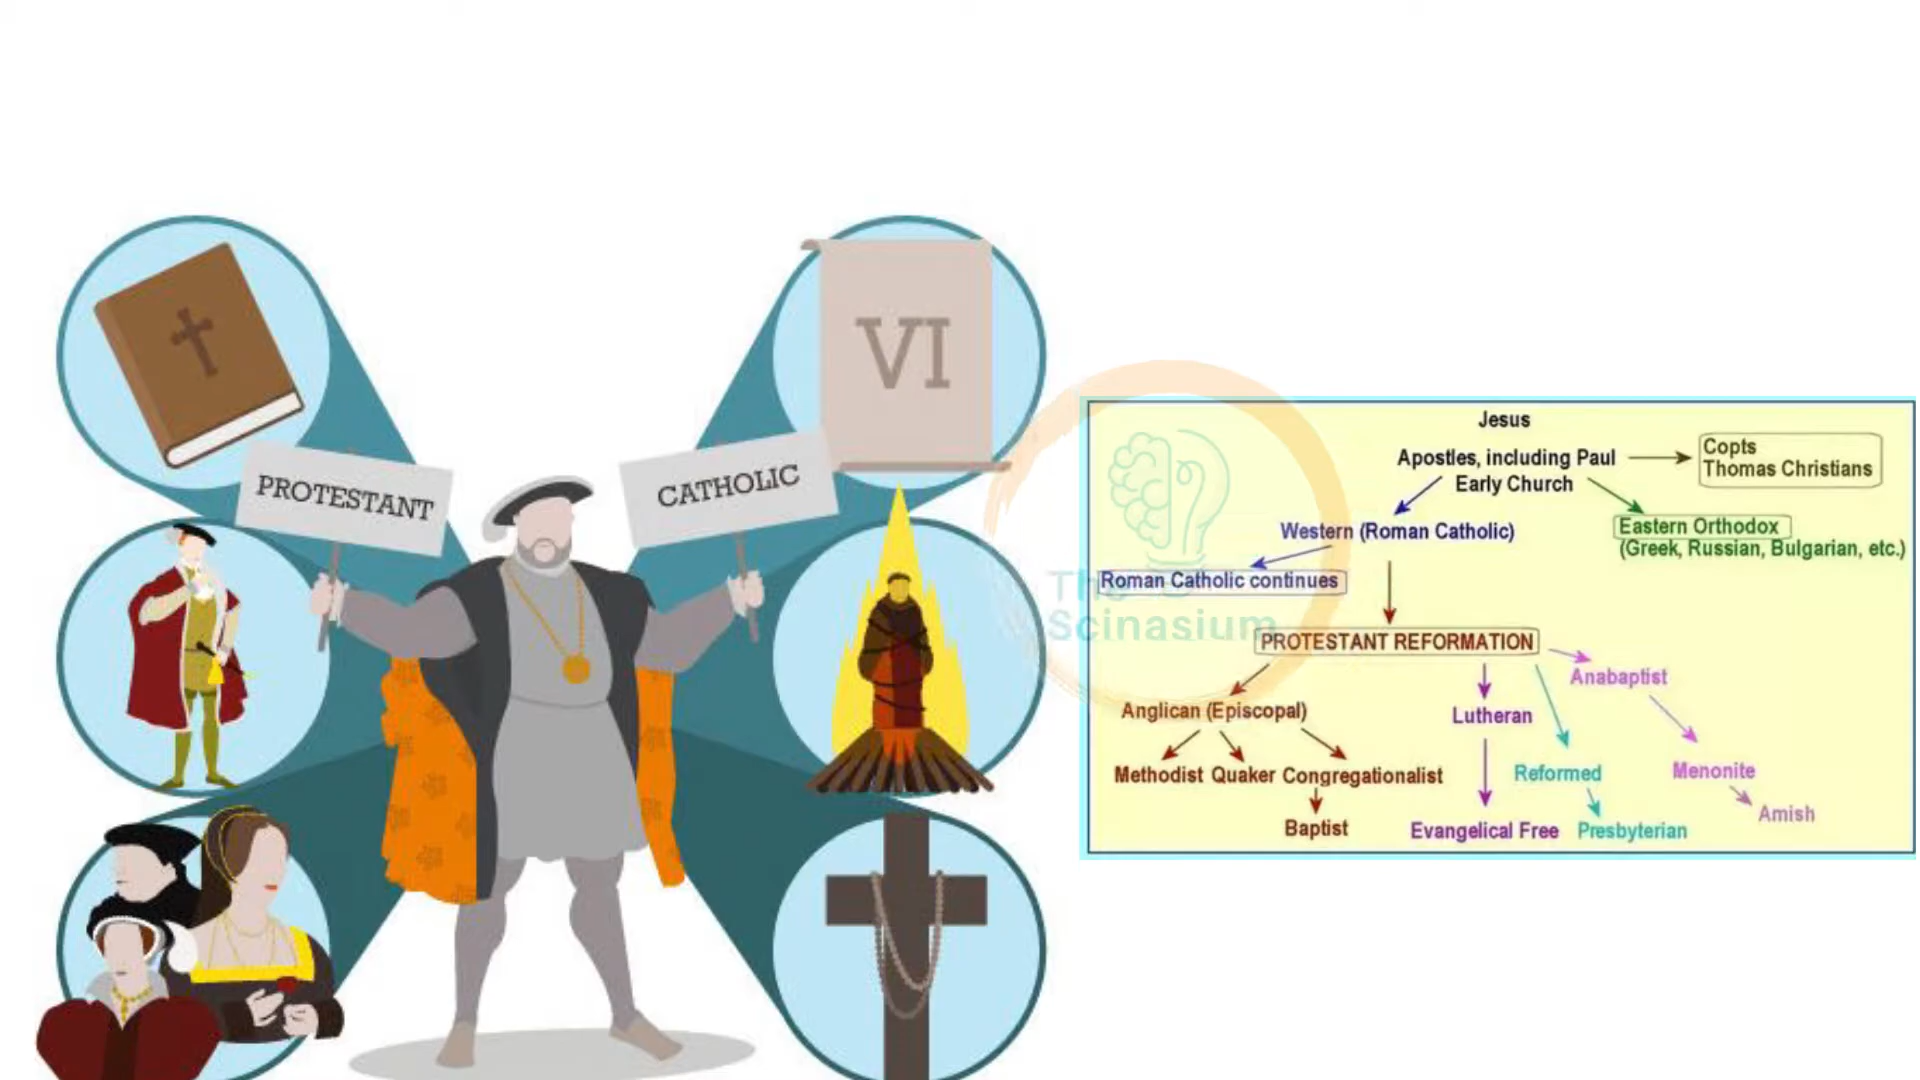 VI
PROTESTANT
CATHOLIC
Jesus
Apostles, including Paul
Early Church
Copts
Thomas Christians
Western (Roman Catholic)
Eastern Orthodox
(Greek, Russian, Bulgarian, etc.)
Roman Catholic continues
The
Scinasium
PROTESTANT REFORMATION
Anabaptist
Anglican (Episcopal)
Lutheran
Methodist Quaker Congregationalist
Reformed
Menonite
Baptist
Evangelical Free
Presbyterian
Amish